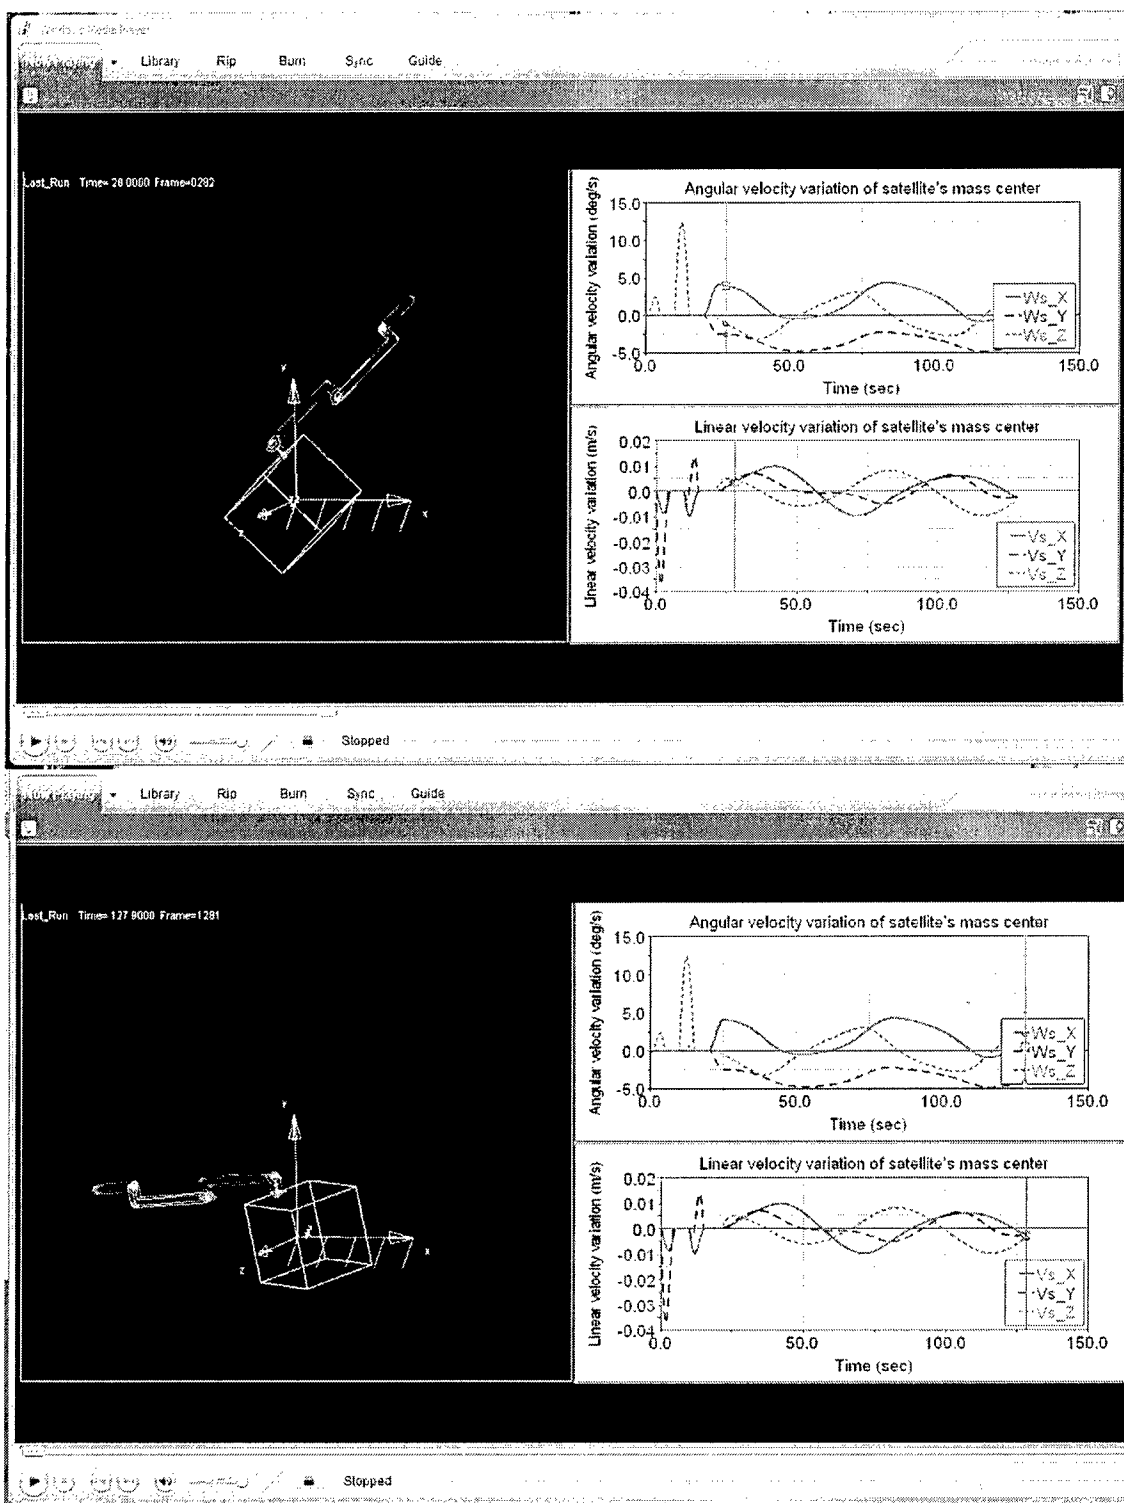 Library Rip Burn Sync Guide
Last_Run Time= 28.0000 Frame=0282
Angular velocity variation of satellite's mass center
Angular velocity variation (deg/s)
15.0
10.0
5.0
0.0
-5.0
Ws_X
Ws_Y
Ws_Z
0.0 50.0 100.0 150.0
Time (sec)
Linear velocity variation of satellite's mass center
Linear velocity variation (m/s)
0.02
0.01
0.0
-0.01
-0.02
-0.03
-0.04
Vs_X
Vs_Y
Vs_Z
0.0 50.0 100.0 150.0
Time (sec)
Y
X
Z
Stopped
Library Rip Burn Sync Guide
Last_Run Time= 127.9000 Frame=1281
Angular velocity variation of satellite's mass center
Angular velocity variation (deg/s)
15.0
10.0
5.0
0.0
-5.0
Ws_X
Ws_Y
Ws_Z
0.0 50.0 100.0 150.0
Time (sec)
Linear velocity variation of satellite's mass center
Linear velocity variation (m/s)
0.02
0.01
0.0
-0.01
-0.02
-0.03
-0.04
Vs_X
Vs_Y
Vs_Z
0.0 50.0 100.0 150.0
Time (sec)
Y
X
Z
Stopped